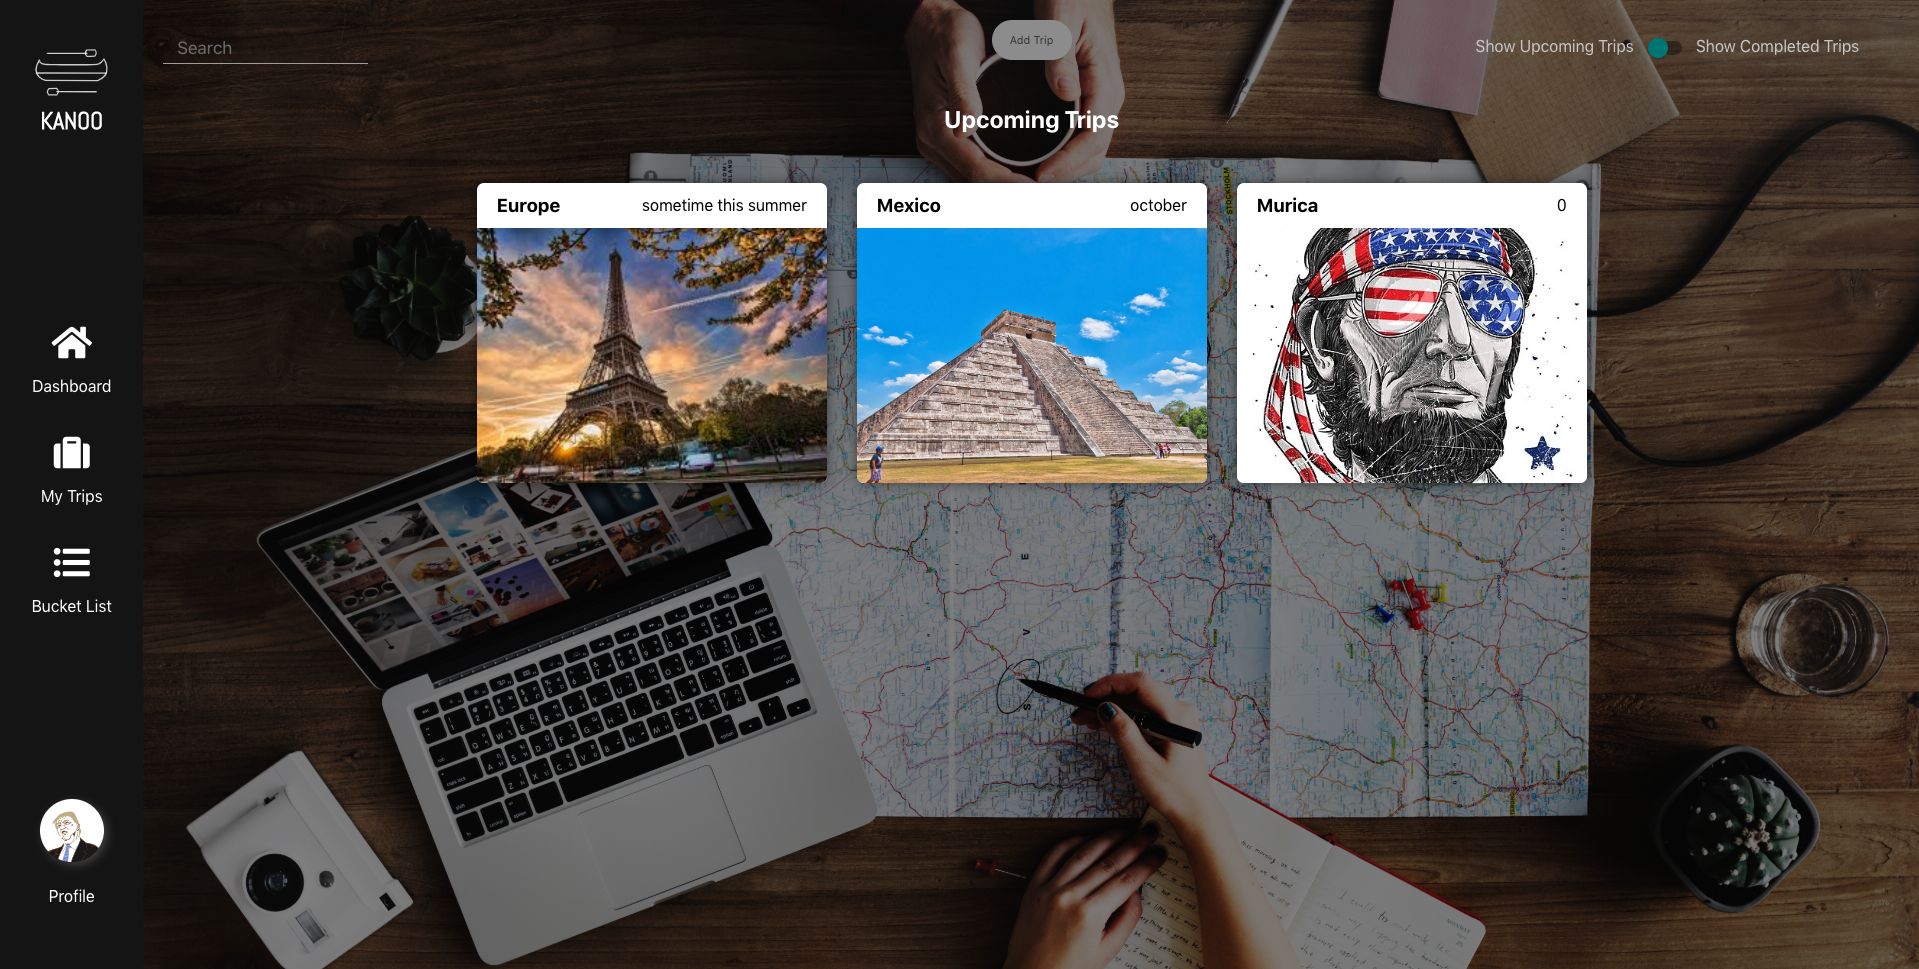 KANOO
Search
Add Trip
Show Upcoming Trips
Show Completed Trips
Upcoming Trips
Europe
sometime this summer
Mexico
october
Murica
0
STOCKHOLM
E
V
S
Dashboard
My Trips
Bucket List
Profile